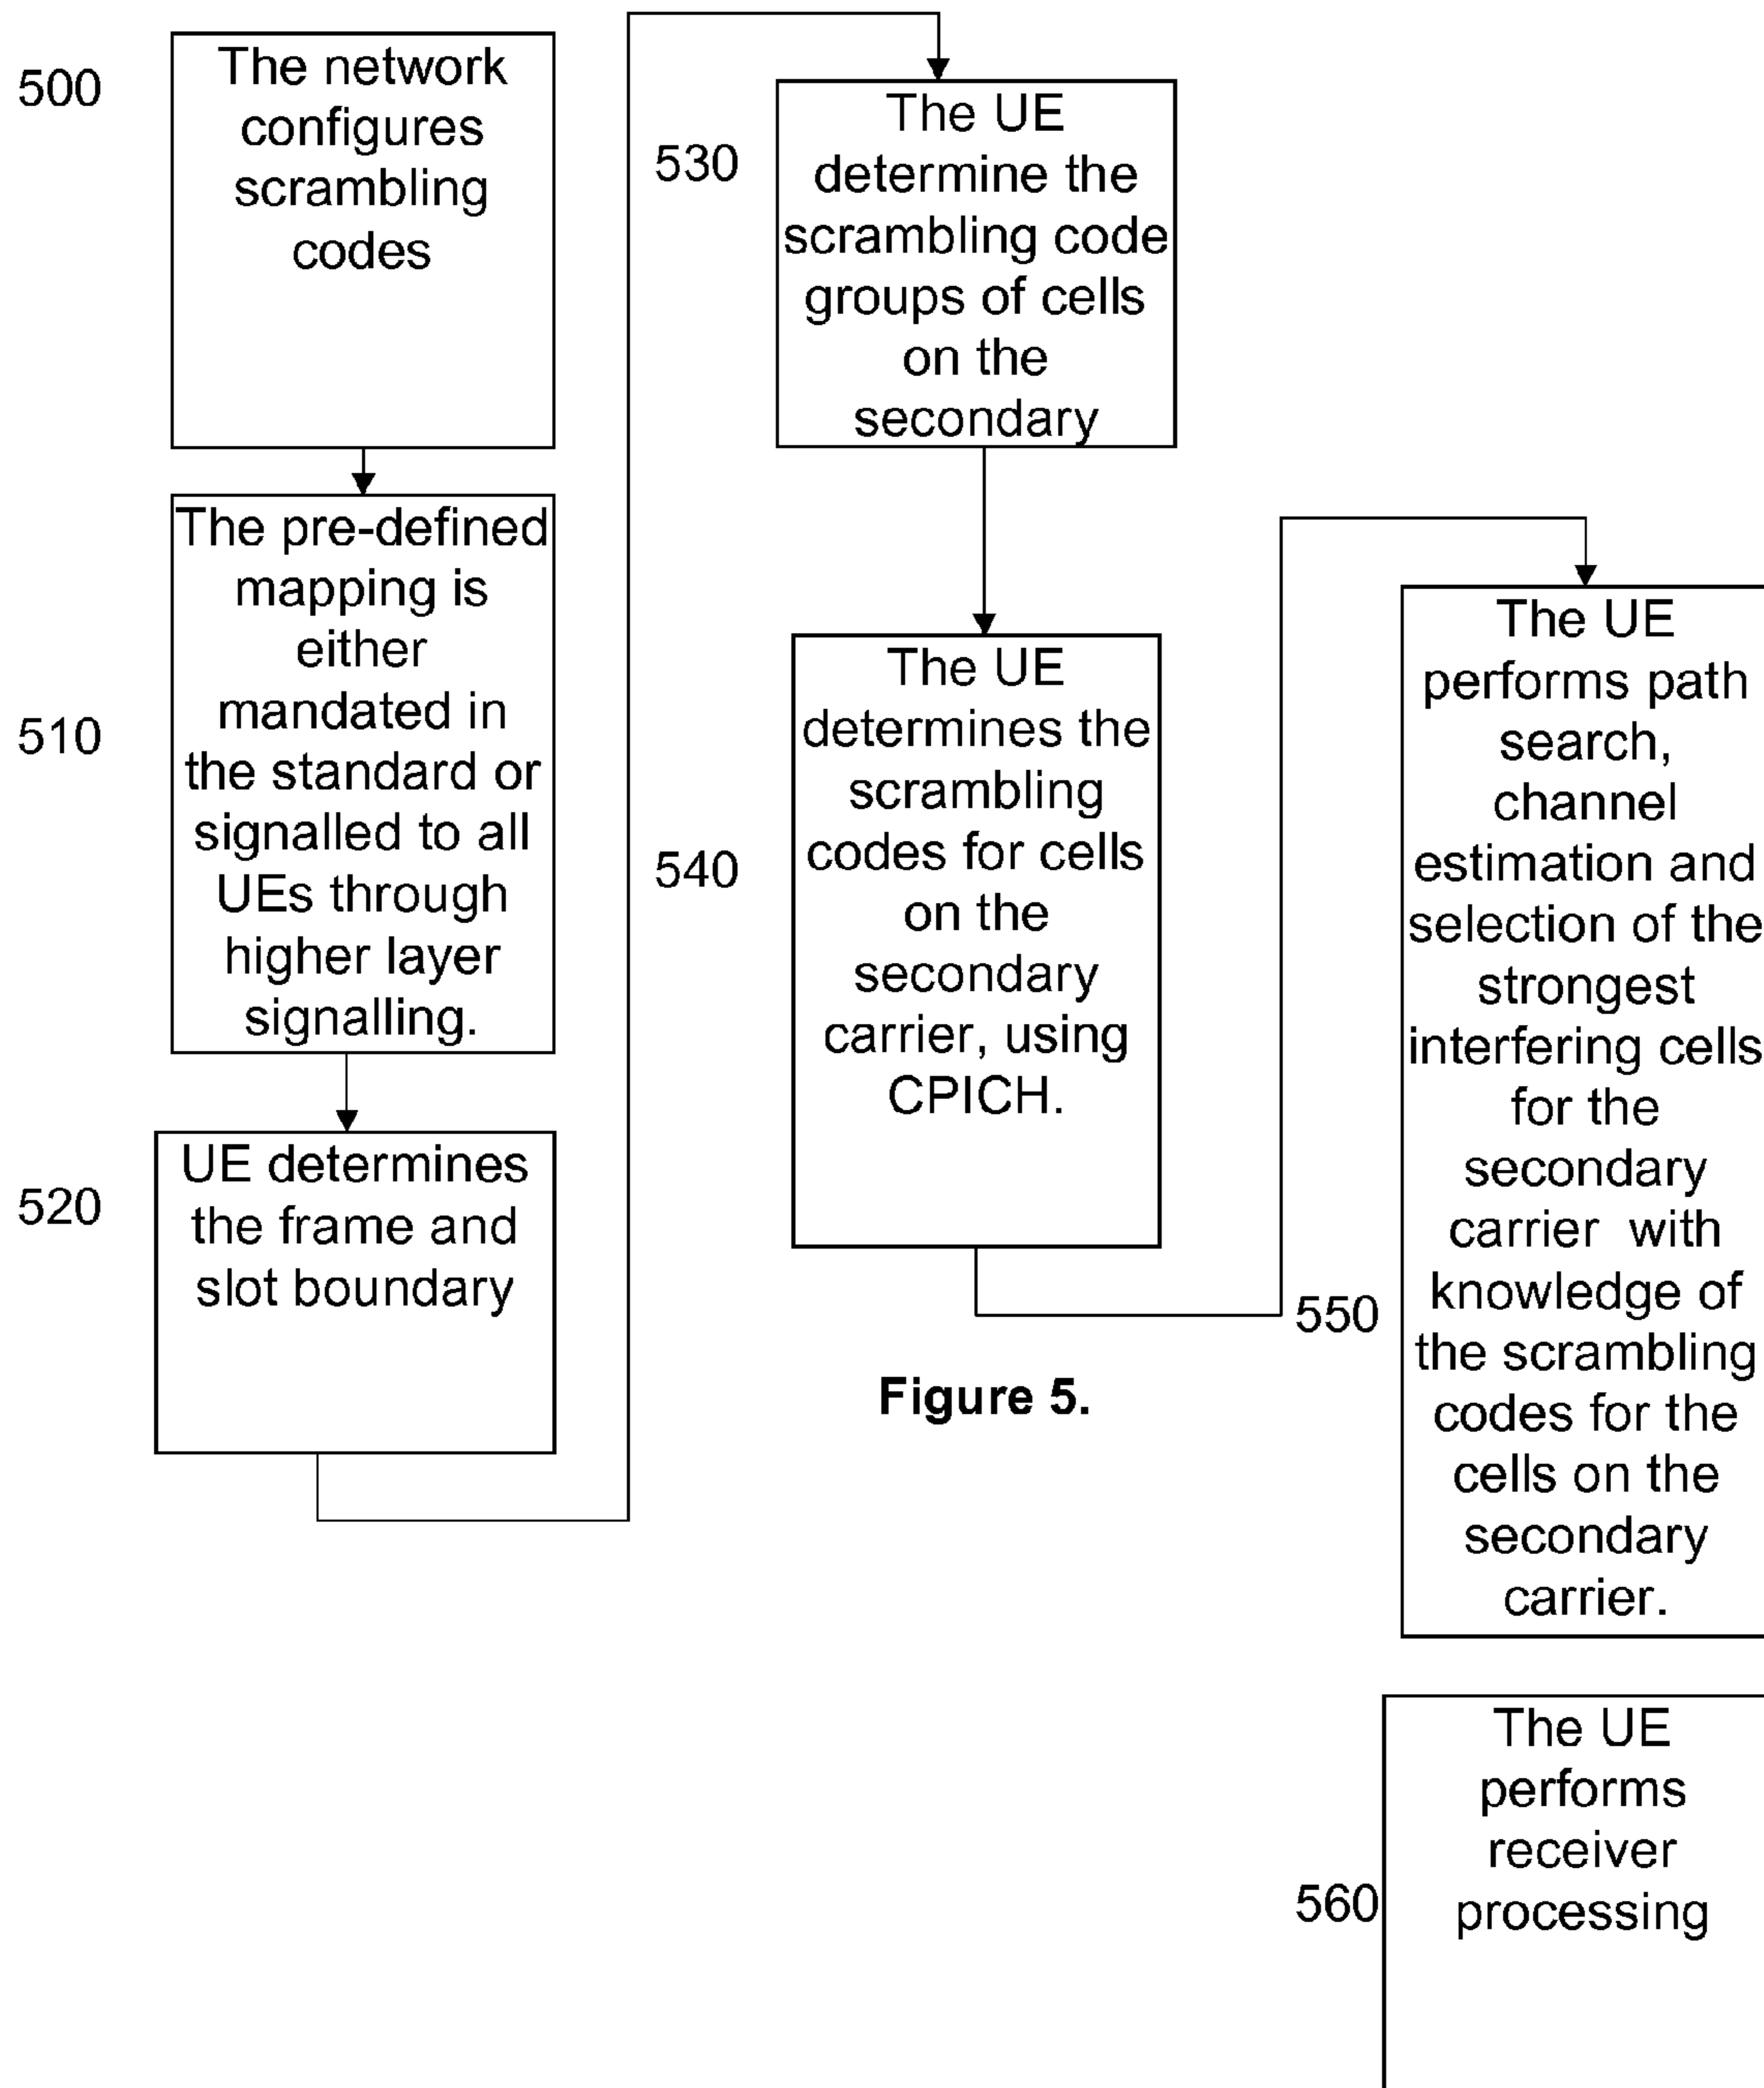 500
The network
configures
scrambling
codes
510
The pre-defined
mapping is
either
mandated in
the standard or
signalled to all
UEs through
higher layer
signalling.
520
UE determines
the frame and
slot boundary
530
The UE
determine the
scrambling code
groups of cells
on the
secondary
540
The UE
determines the
scrambling
codes for cells
on the
secondary
carrier, using
CPICH.
550
The UE
performs path
search,
channel
estimation and
selection of the
strongest
interfering cells
for the
secondary
carrier with
knowledge of
the scrambling
codes for the
cells on the
secondary
carrier.
560
The UE
performs
receiver
processing
Figure 5.